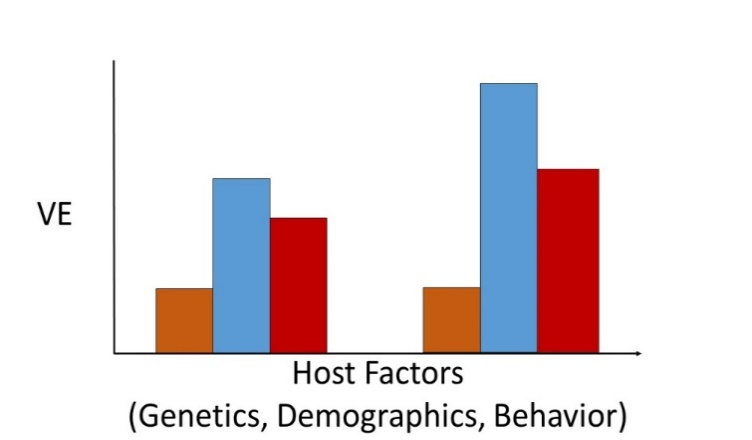 VE
Host Factors
(Genetics, Demographics, Behavior)